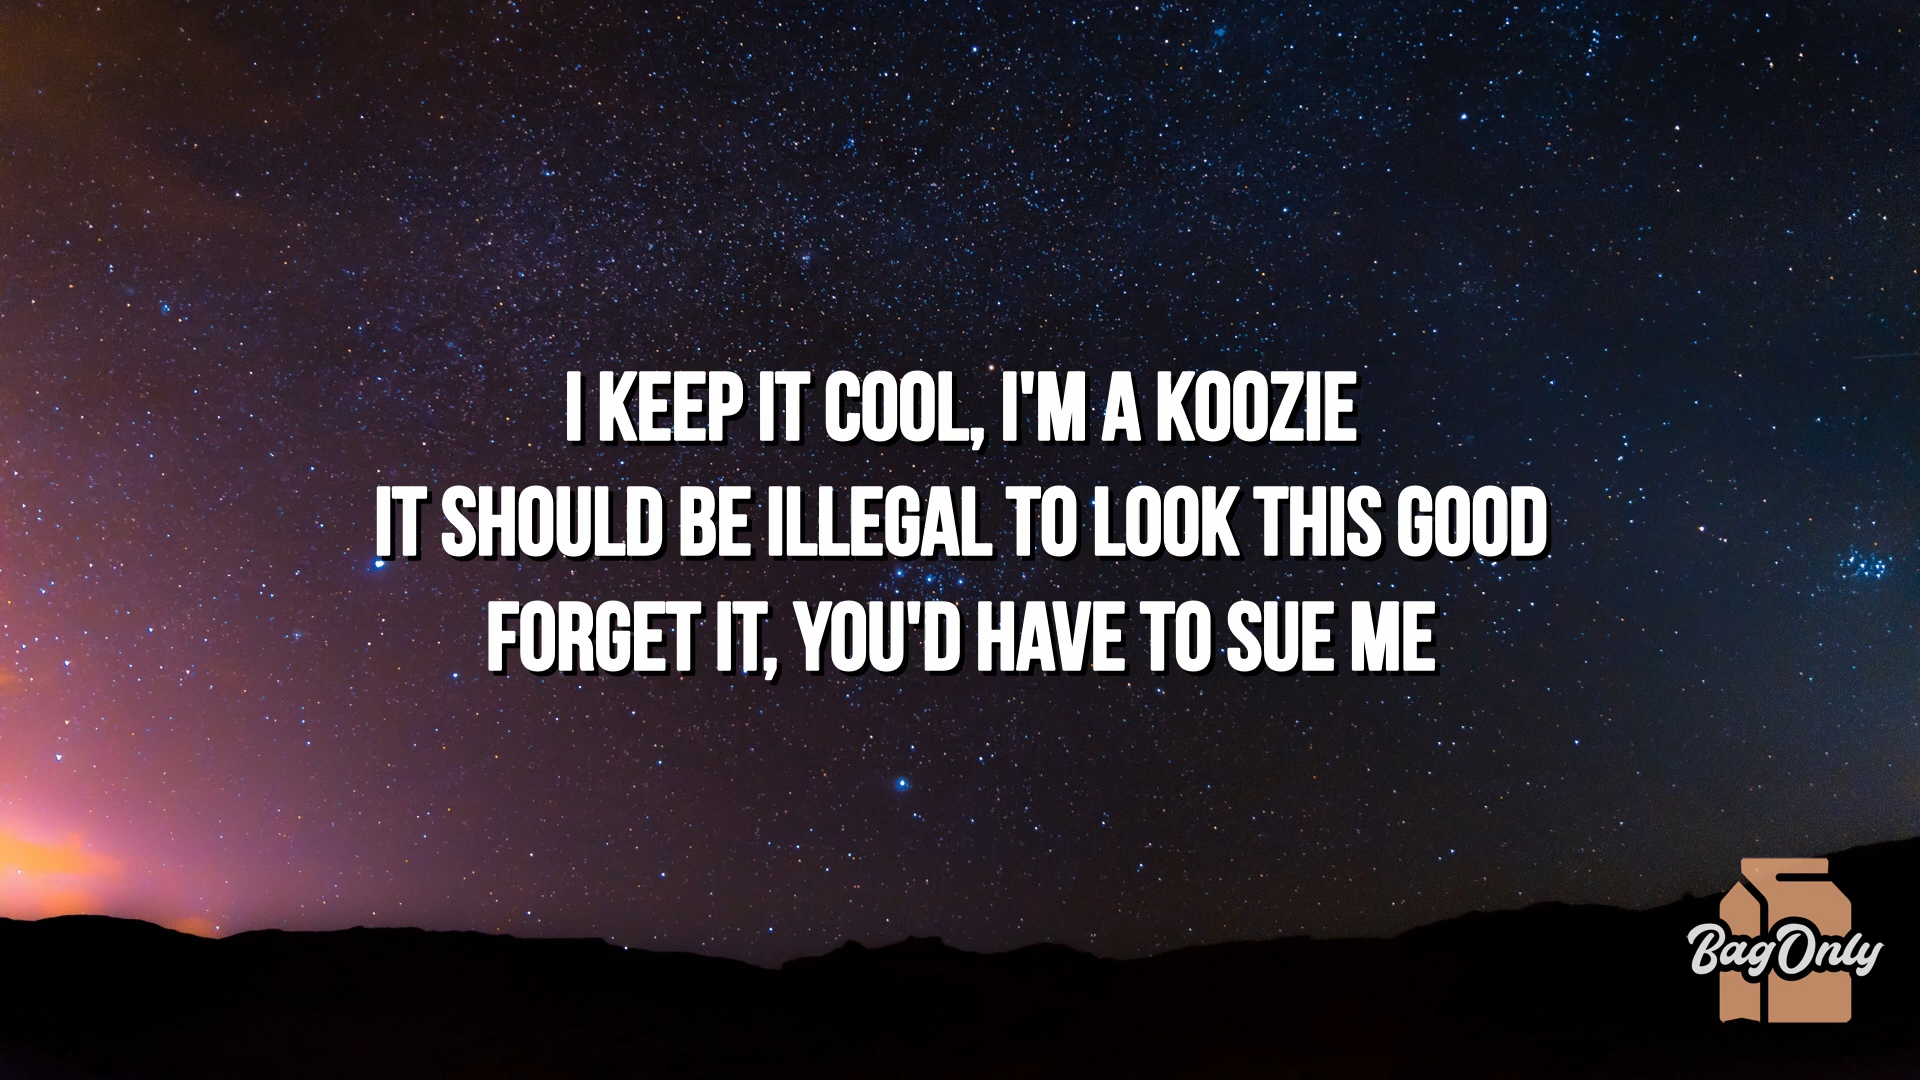 I KEEP IT COOL, I'M A KOOZIE
IT SHOULD BE ILLEGAL TO LOOK THIS GOOD
FORGET IT, YOU'D HAVE TO SUE ME
BagOnly